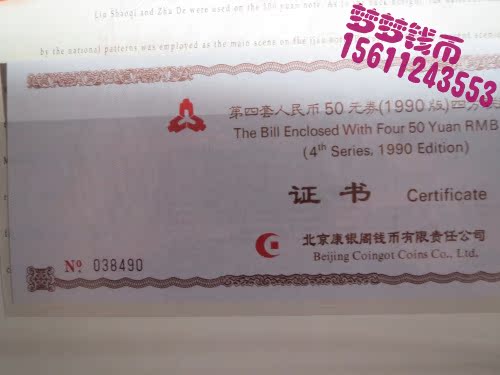 Liu Shaoqi and Zhu De were used on the 100 yuan note. As
by the national patterns was employed as the main scene on the
梦梦钱币
15611243553
第四套人民币50元券(1990版)四方
The Bill Enclosed With Four 50 Yuan RMB
(4th Series, 1990 Edition)
证书 Certificate
北京康银阁钱币有限责任公司
Beijing Coingot Coins Co., Ltd.
No. 038490